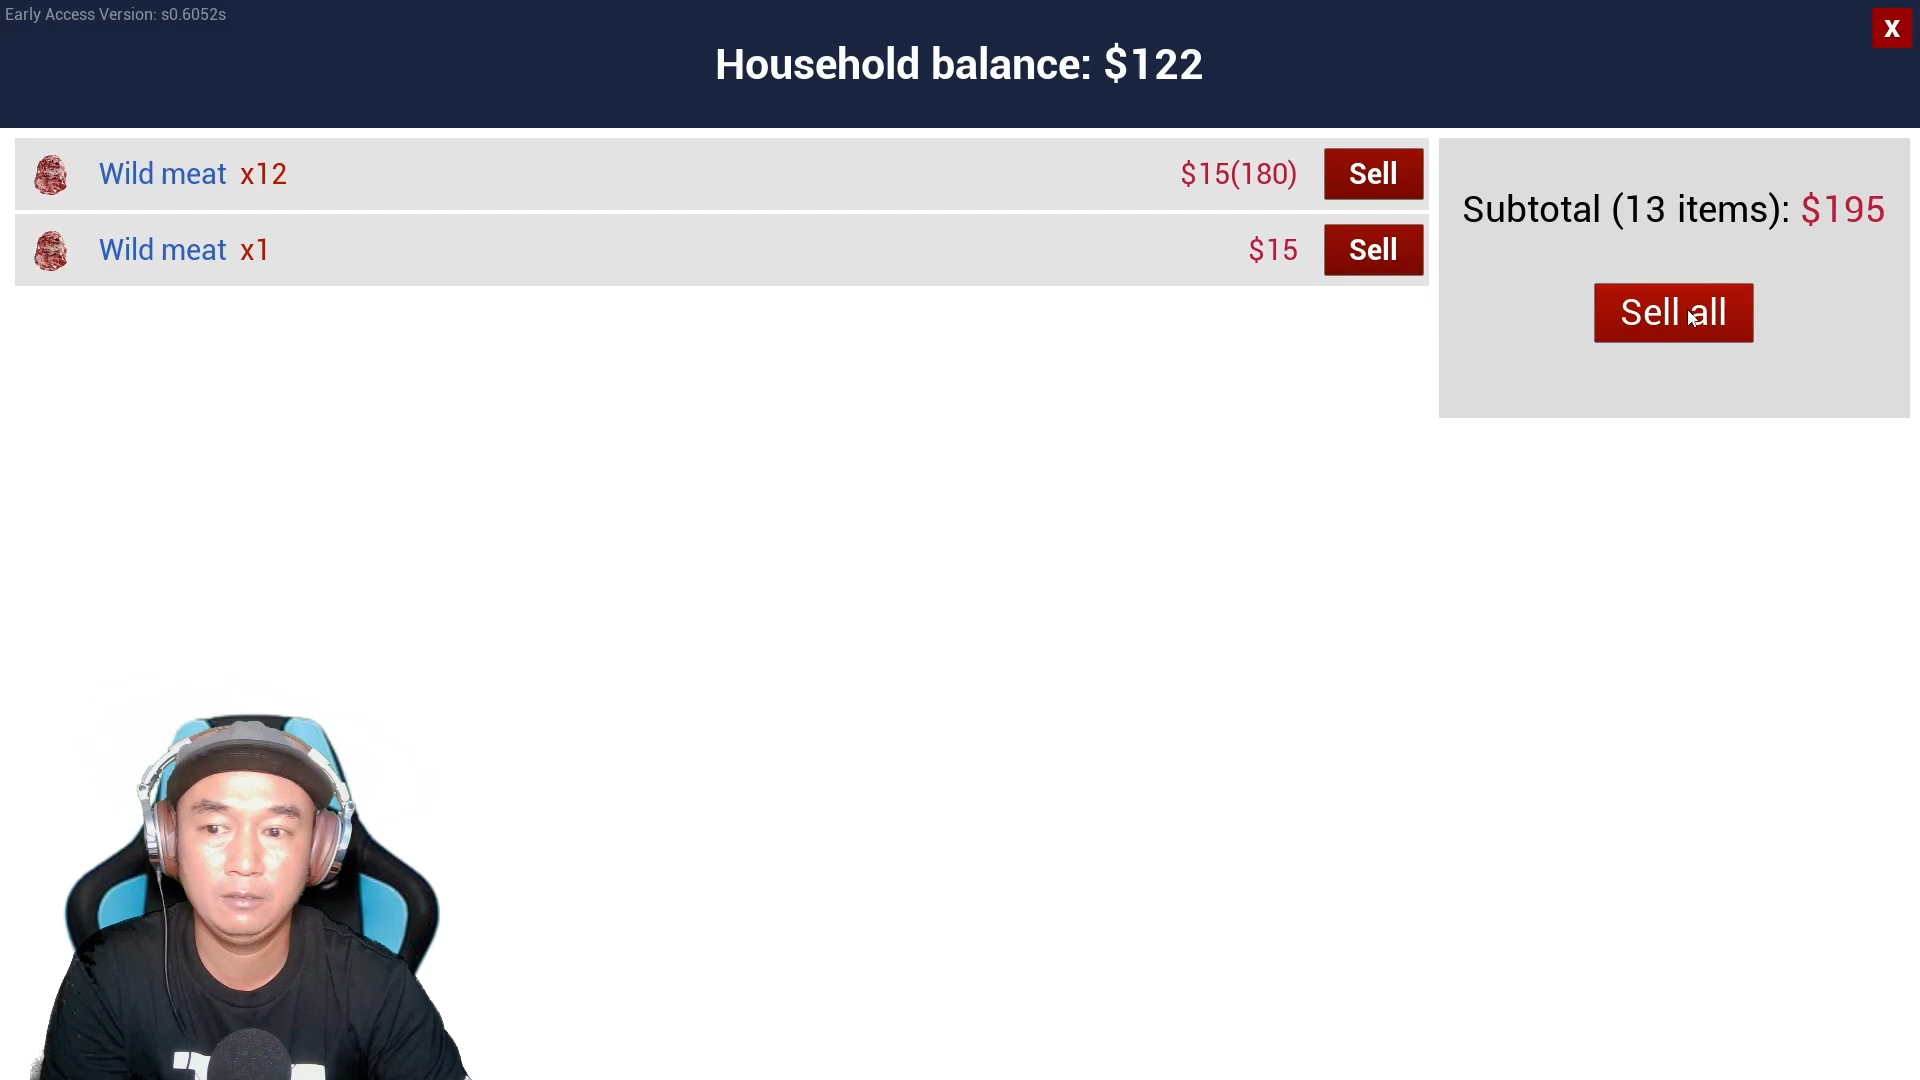 Early Access Version: s0.6052s
X
Household balance: $122
Wild meat x12 $15(180) Sell
Wild meat x1 $15 Sell
Subtotal (13 items): $195
Sell all